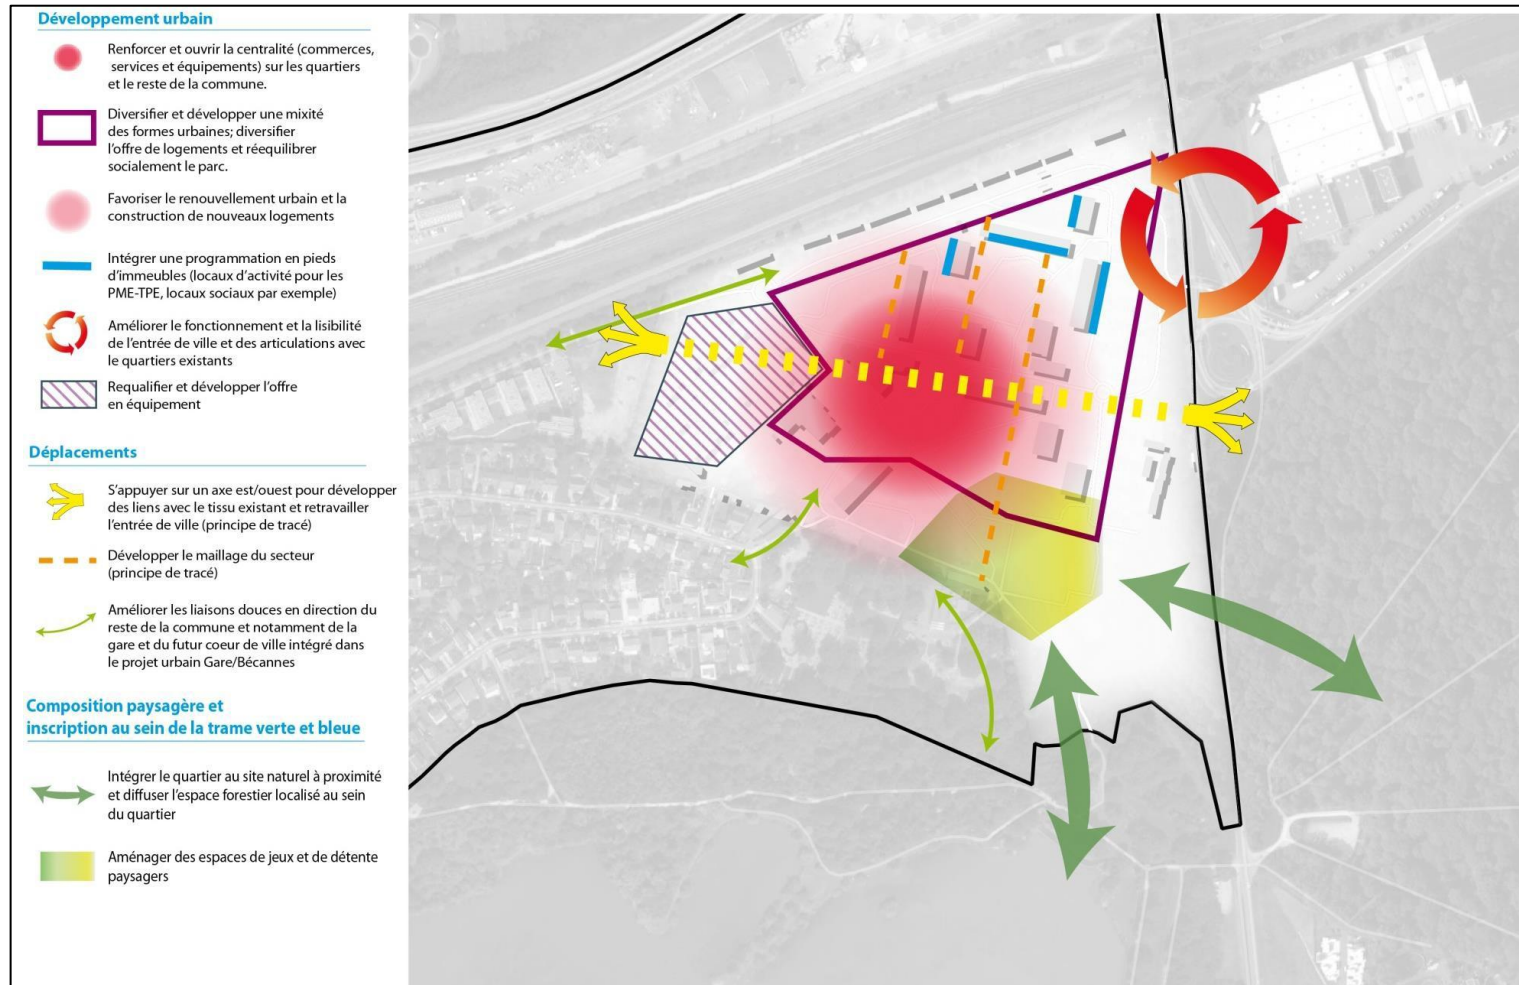 Développement urbain
Renforcer et ouvrir la centralité (commerces,
services et équipements) sur les quartiers
et le reste de la commune.
Diversifier et développer une mixité
des formes urbaines; diversifier
l'offre de logements et réequilibrer
socialement le parc.
Favoriser le renouvellement urbain et la
construction de nouveaux logements
Intégrer une programmation en pieds
d'immeubles (locaux d'activité pour les
PME-TPE, locaux sociaux par exemple)
Améliorer le fonctionnement et la lisibilité
de l'entrée de ville et des articulations avec
le quartiers existants
Requalifier et développer l'offre
en équipement
Déplacements
S'appuyer sur un axe est/ouest pour développer
des liens avec le tissu existant et retravailler
l'entrée de ville (principe de tracé)
Développer le maillage du secteur
(principe de tracé)
Améliorer les liaisons douces en direction du
reste de la commune et notamment de la
gare et du futur coeur de ville intégré dans
le projet urbain Gare/Bécannes
Composition paysagère et
inscription au sein de la trame verte et bleue
Intégrer le quartier au site naturel à proximité
et diffuser l'espace forestier localisé au sein
du quartier
Aménager des espaces de jeux et de détente
paysagers